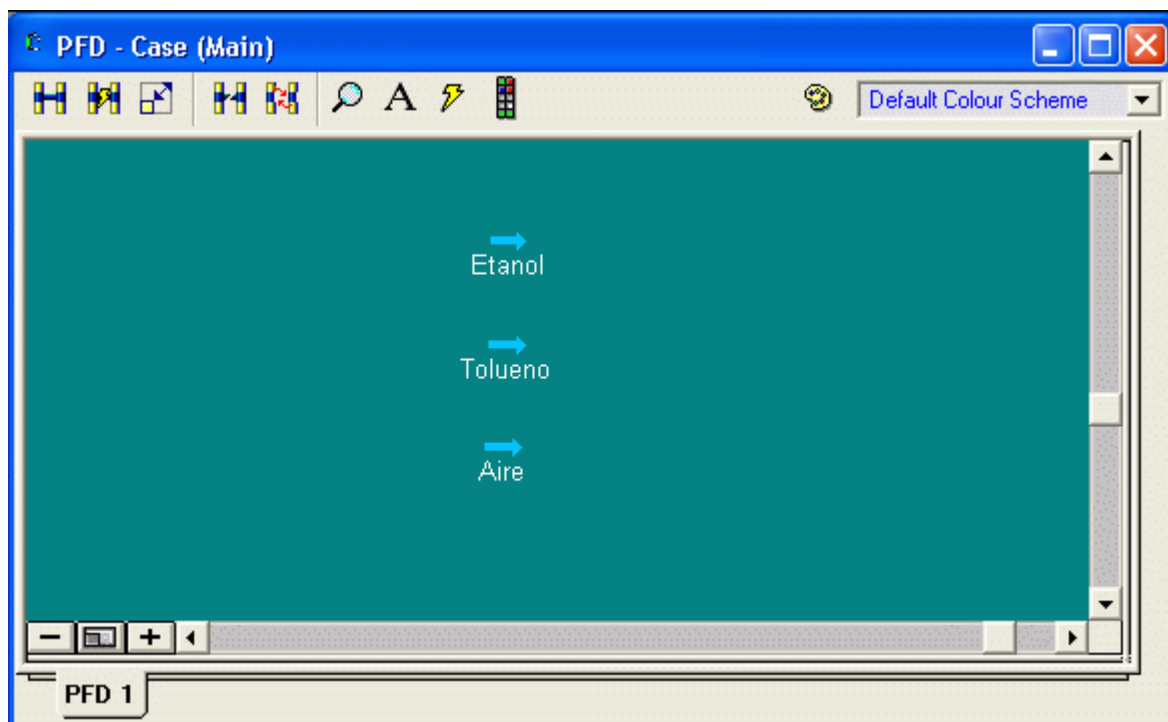 PFD - Case (Main)
A
Default Colour Scheme
Etanol
Tolueno
Aire
PFD 1